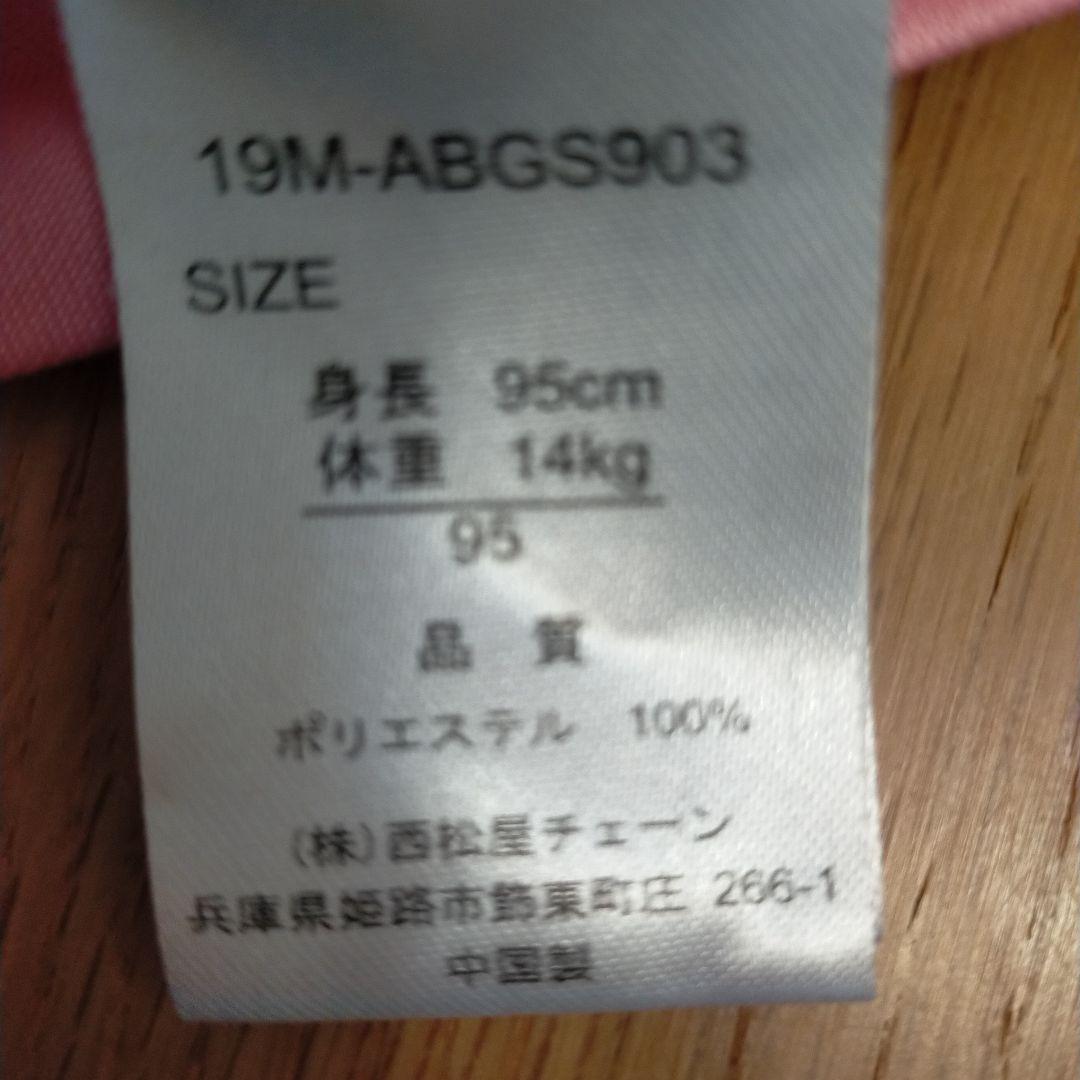 19M-ABGS903
SIZE
身長 95cm
体重 14kg
95
品 質
ポリエステル 100%
(株)西松屋チェーン
兵庫県姫路市飾東町庄 266-1
中国製